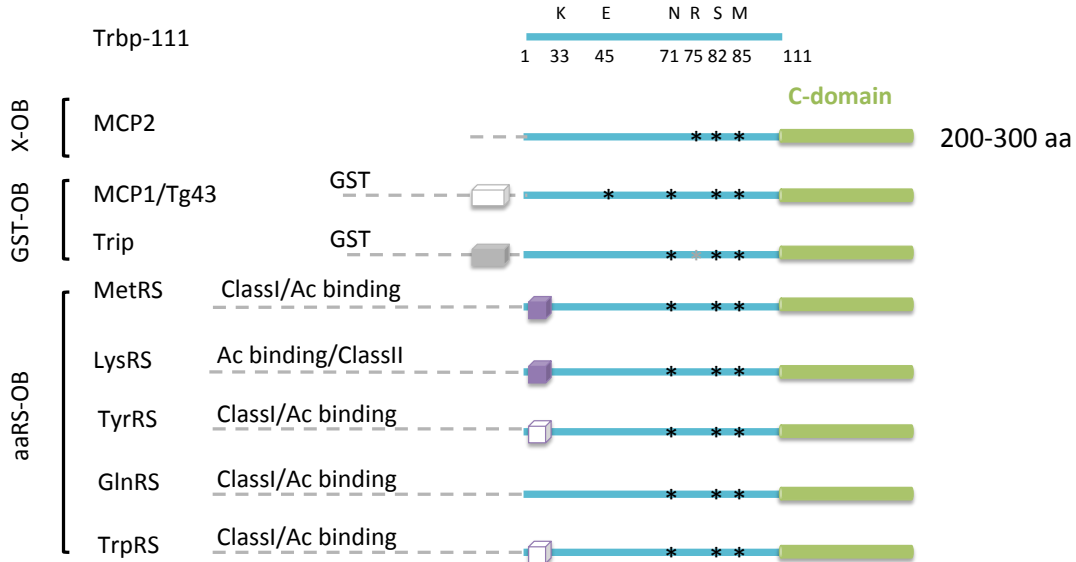 K E N R S M
Trbp-111
1 33 45 71 75 82 85 111
C-domain
X-OB
MCP2
* * *
200-300 aa
GST-OB
MCP1/Tg43
GST
* * * *
Trip
GST
* * * *
aaRS-OB
MetRS
ClassI/Ac binding
* * *
LysRS
Ac binding/ClassII
* * *
TyrRS
ClassI/Ac binding
* * *
GlnRS
ClassI/Ac binding
* * *
TrpRS
ClassI/Ac binding
* * *